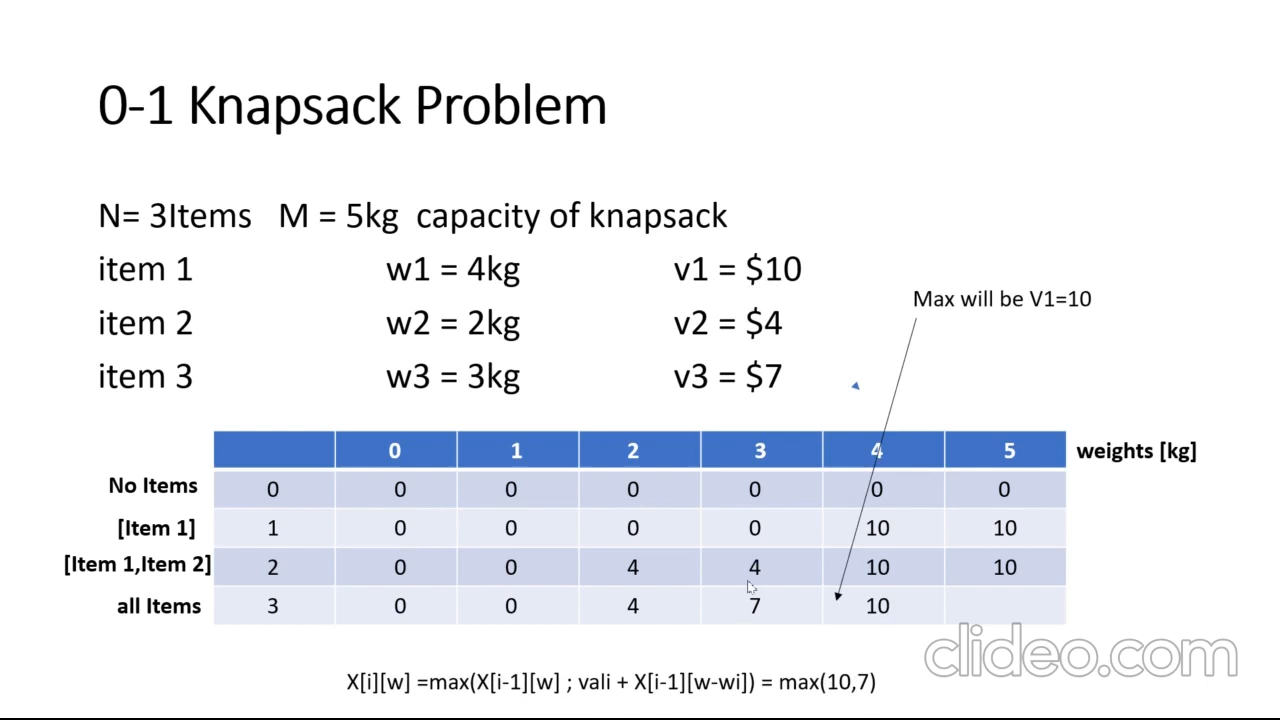 0-1 Knapsack Problem
N= 3Items M = 5kg capacity of knapsack
item 1 w1 = 4kg v1 = $10
Max will be V1=10
item 2 w2 = 2kg v2 = $4
item 3 w3 = 3kg v3 = $7
0 1 2 3 4 5 weights [kg]
No Items 0 0 0 0 0 0 0
[Item 1] 1 0 0 0 0 10 10
[Item 1,Item 2] 2 0 0 4 4 10 10
all Items 3 0 0 4 7 10
clideo.com
X[i][w] =max(X[i-1][w] ; vali + X[i-1][w-wi]) = max(10,7)